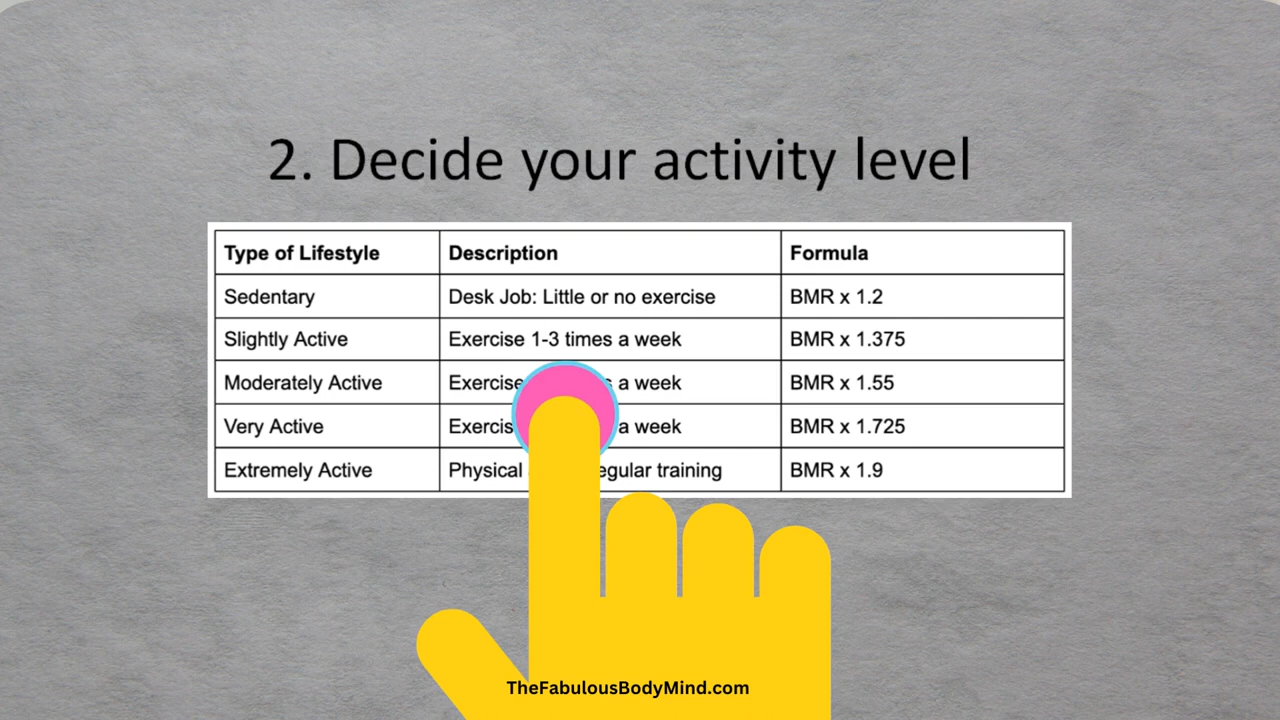 2. Decide your activity level
Type of Lifestyle Description Formula
Sedentary Desk Job: Little or no exercise BMR x 1.2
Slightly Active Exercise 1-3 times a week BMR x 1.375
Moderately Active Exercise a week BMR x 1.55
Very Active a week BMR x 1.725
Extremely Active Physical training BMR x 1.9
TheFabulousBodyMind.com